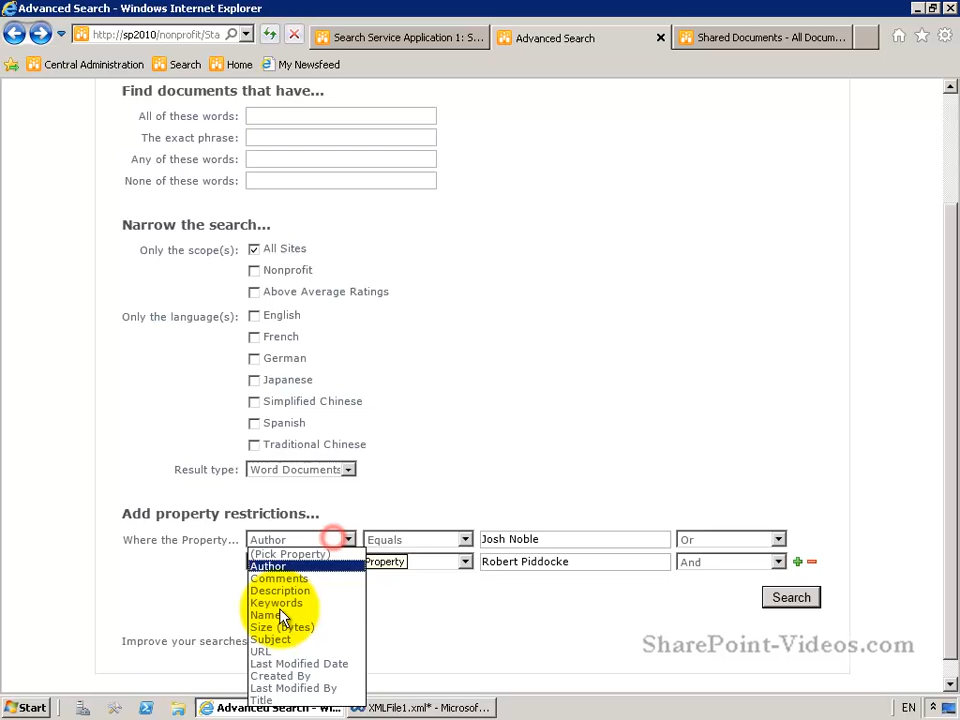 Advanced Search - Windows Internet Explorer
http://sp2010/nonprofit/Sta
Search Service Application 1: S...
Advanced Search
Shared Documents - All Docum...
Central Administration
Search
Home
My Newsfeed
Find documents that have...
All of these words:
The exact phrase:
Any of these words:
None of these words:
Narrow the search...
Only the scope(s): All Sites
Nonprofit
Above Average Ratings
Only the language(s): English
French
German
Japanese
Simplified Chinese
Spanish
Traditional Chinese
Result type: Word Documents
Add property restrictions...
Where the Property... Author Equals Josh Noble Or
(Pick Property)
Property Robert Piddocke And
Author
Comments
Description
Keywords
Search
Name
Size (bytes)
Subject
Improve your searches
SharePoint-Videos.com
URL
Last Modified Date
Created By
Last Modified By
Title
Start
Advanced Search - Wi...
XMLFile1.xml* - Microsof...
EN